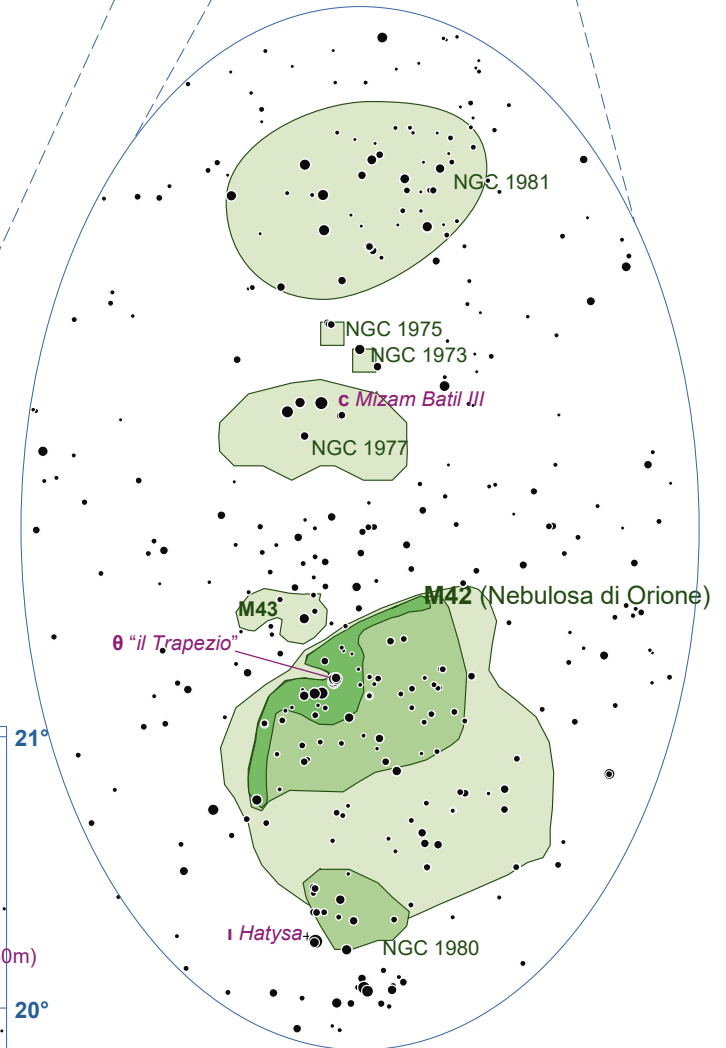 NGC 1981
NGC 1975
NGC 1973
c Mizam Batil III
NGC 1977
M43
M42 (Nebulosa di Orione)
θ “il Trapezio”
21°
ι Hatysa
NGC 1980
0m)
20°